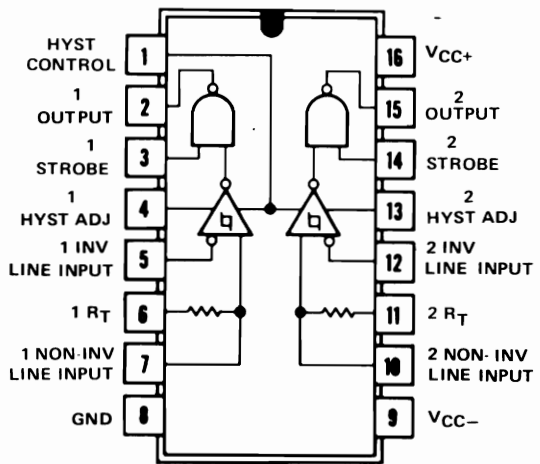 HYST
CONTROL
1
16
VCC+
1
OUTPUT
2
15
2
OUTPUT
1
STROBE
3
14
2
STROBE
1
HYST ADJ
4
13
2
HYST ADJ
1 INV
LINE INPUT
5
12
2 INV
LINE INPUT
1 RT
6
11
2 RT
1 NON-INV
LINE INPUT
7
10
2 NON-INV
LINE INPUT
GND
8
9
VCC-